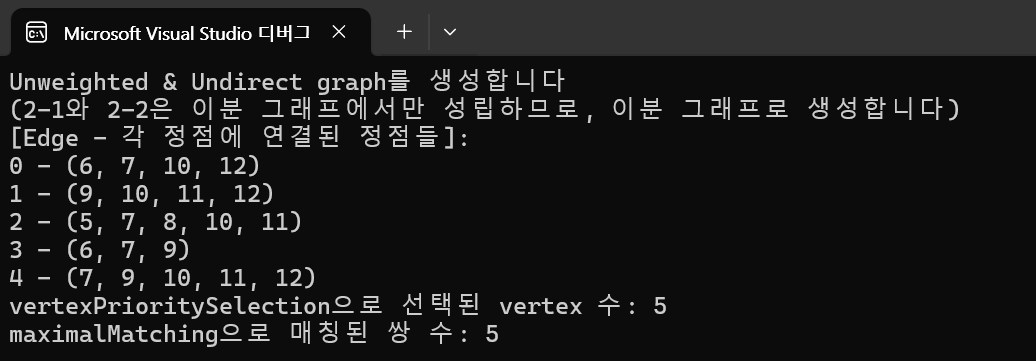 Microsoft Visual Studio 디버그
Unweighted & Undirect graph를 생성합니다
(2-1와 2-2은 이분 그래프에서만 성립하므로, 이분 그래프로 생성합니다)
[Edge - 각 정점에 연결된 정점들]:
0 - (6, 7, 10, 12)
1 - (9, 10, 11, 12)
2 - (5, 7, 8, 10, 11)
3 - (6, 7, 9)
4 - (7, 9, 10, 11, 12)
vertexPrioritySelection으로 선택된 vertex 수: 5
maximalMatching으로 매칭된 쌍 수: 5